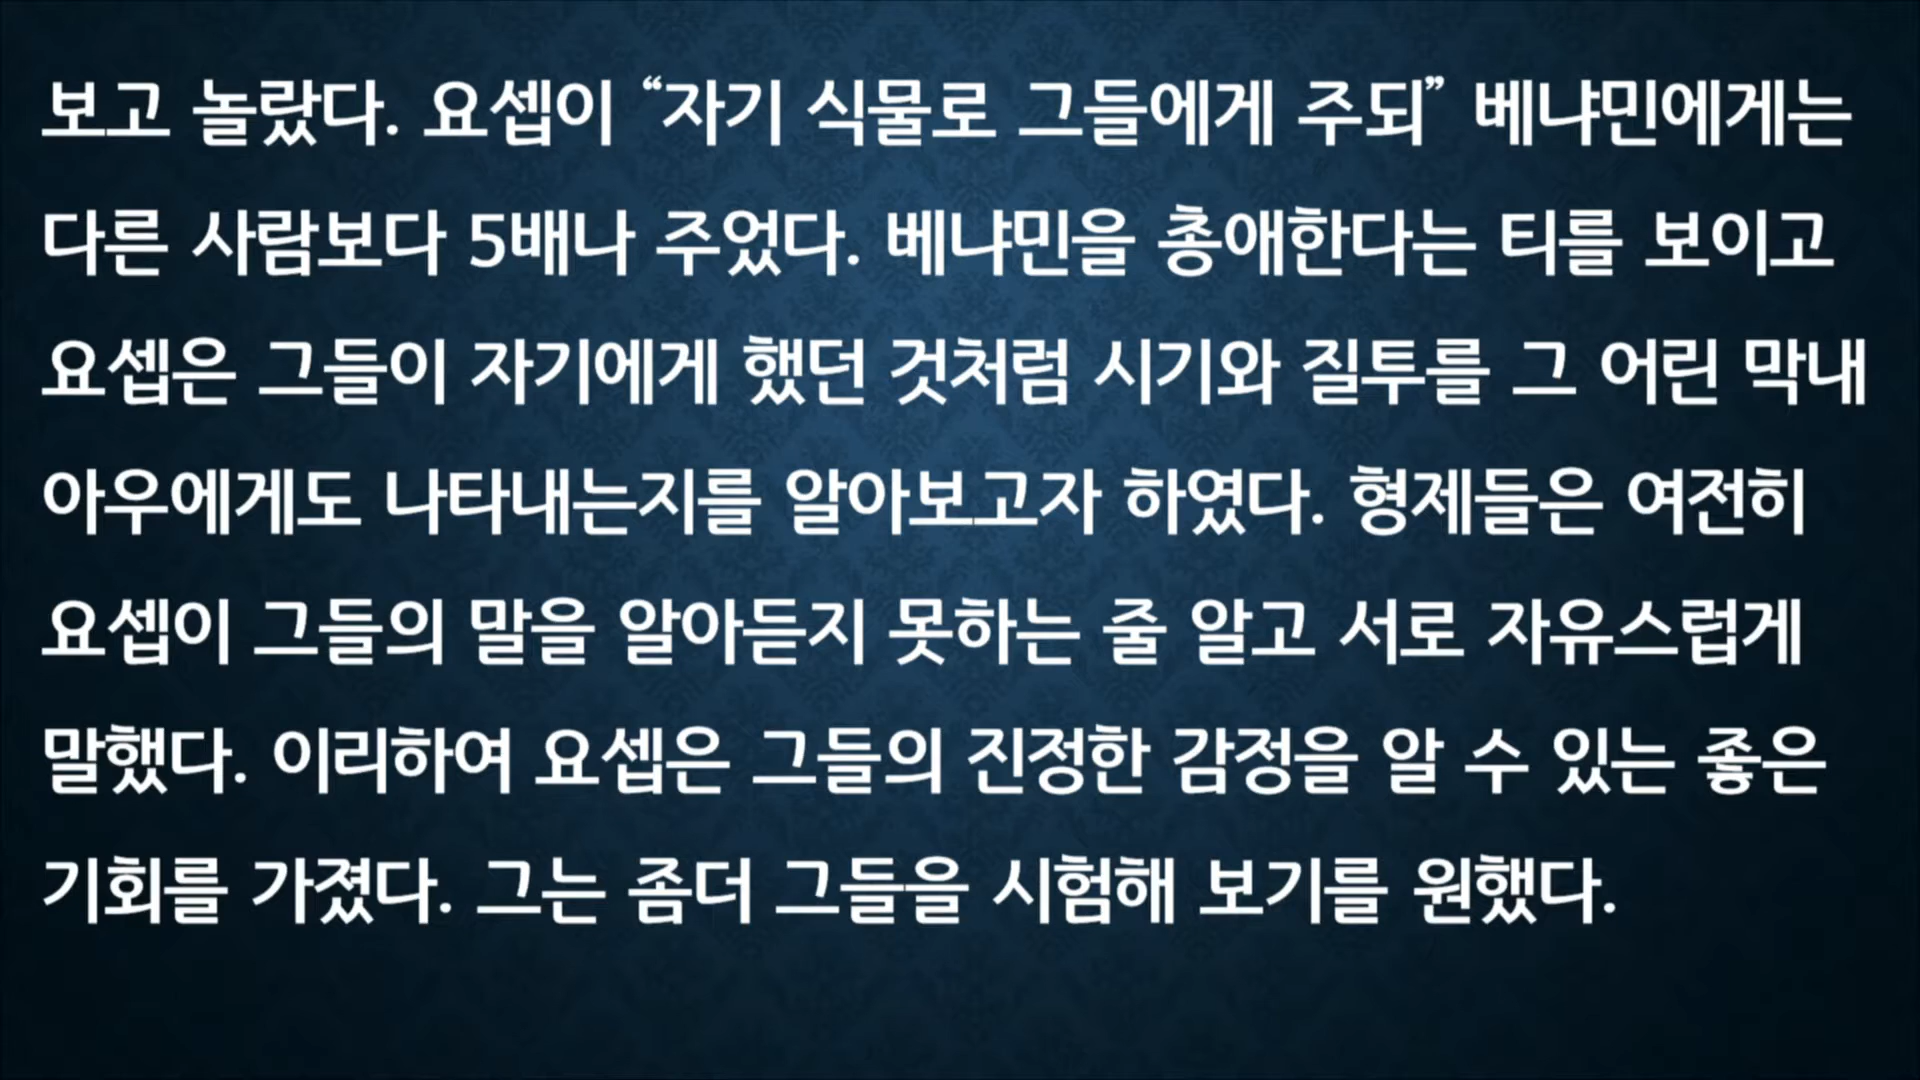 보고 놀랐다. 요셉이 “자기 식물로 그들에게 주되” 베냐민에게는
다른 사람보다 5배나 주었다. 베냐민을 총애한다는 티를 보이고
요셉은 그들이 자기에게 했던 것처럼 시기와 질투를 그 어린 막내
아우에게도 나타내는지를 알아보고자 하였다. 형제들은 여전히
요셉이 그들의 말을 알아듣지 못하는 줄 알고 서로 자유스럽게
말했다. 이리하여 요셉은 그들의 진정한 감정을 알 수 있는 좋은
기회를 가졌다. 그는 좀더 그들을 시험해 보기를 원했다.